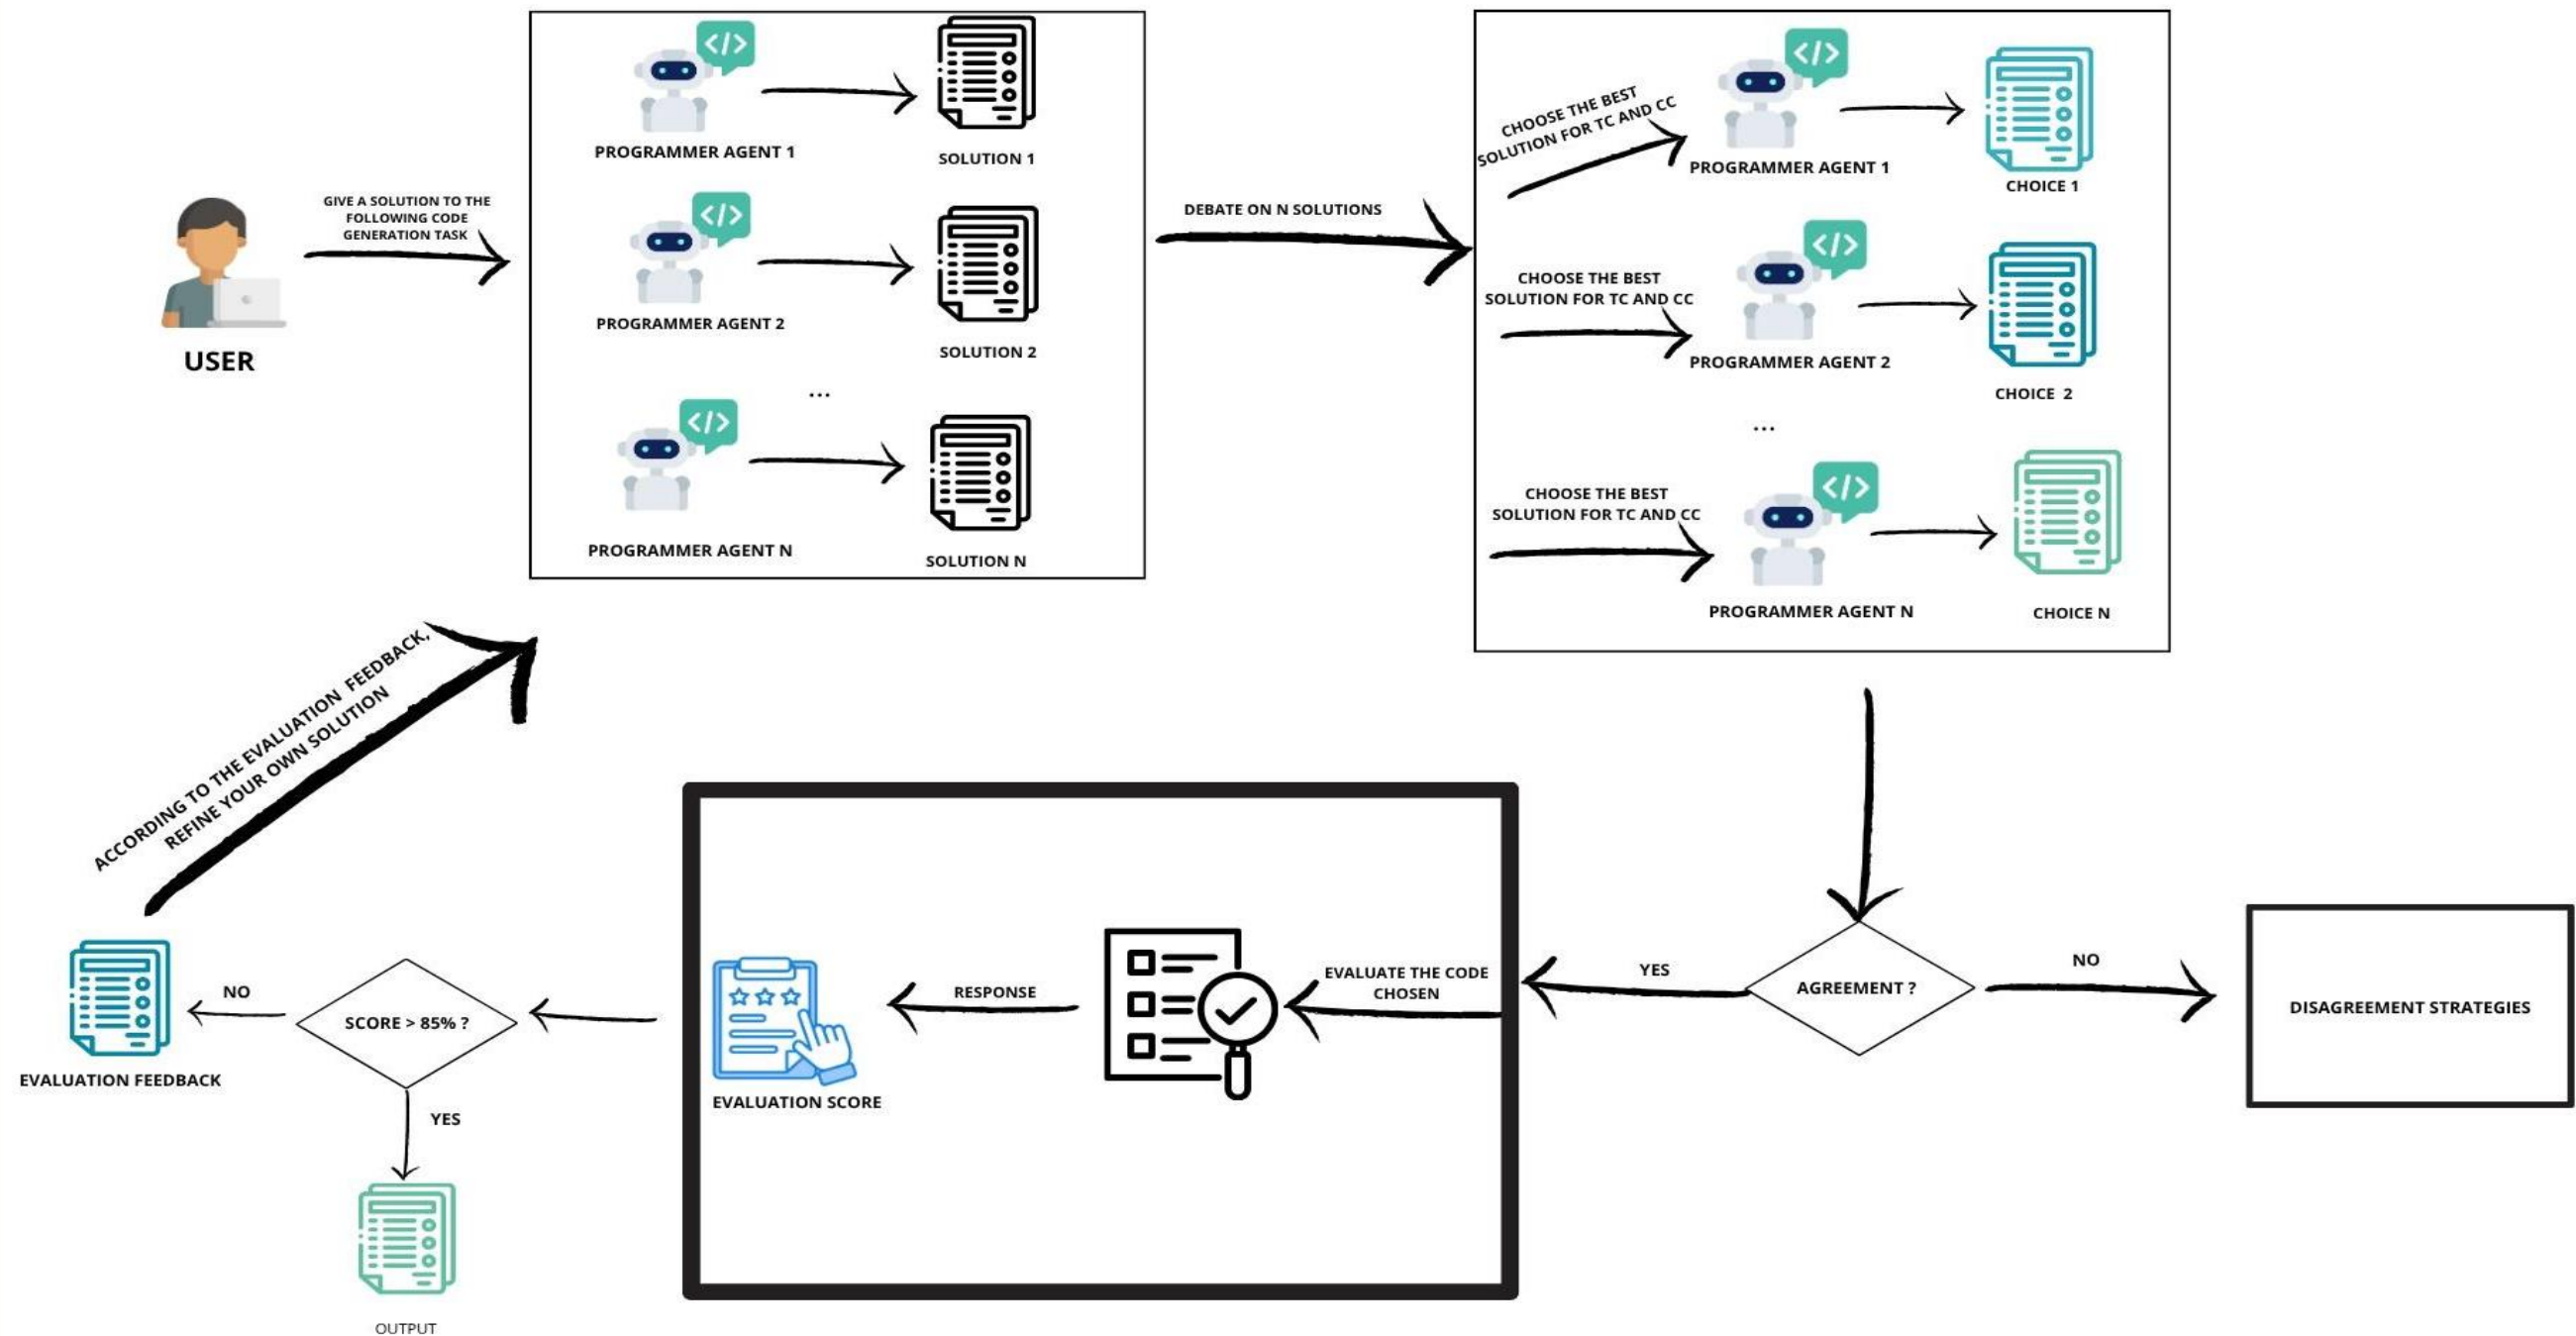 USER
GIVE A SOLUTION TO THE
FOLLOWING CODE
GENERATION TASK
</>
PROGRAMMER AGENT 1
SOLUTION 1
</>
PROGRAMMER AGENT 2
SOLUTION 2
...
</>
PROGRAMMER AGENT N
SOLUTION N
DEBATE ON N SOLUTIONS
CHOOSE THE BEST
SOLUTION FOR TC AND CC
</>
PROGRAMMER AGENT 1
CHOICE 1
CHOOSE THE BEST
SOLUTION FOR TC AND CC
</>
PROGRAMMER AGENT 2
CHOICE 2
...
CHOOSE THE BEST
SOLUTION FOR TC AND CC
</>
PROGRAMMER AGENT N
CHOICE N
AGREEMENT ?
NO
DISAGREEMENT STRATEGIES
YES
EVALUATE THE CODE
CHOSEN
RESPONSE
EVALUATION SCORE
SCORE > 85% ?
YES
OUTPUT
NO
EVALUATION FEEDBACK
ACCORDING TO THE EVALUATION FEEDBACK,
REFINE YOUR OWN SOLUTION